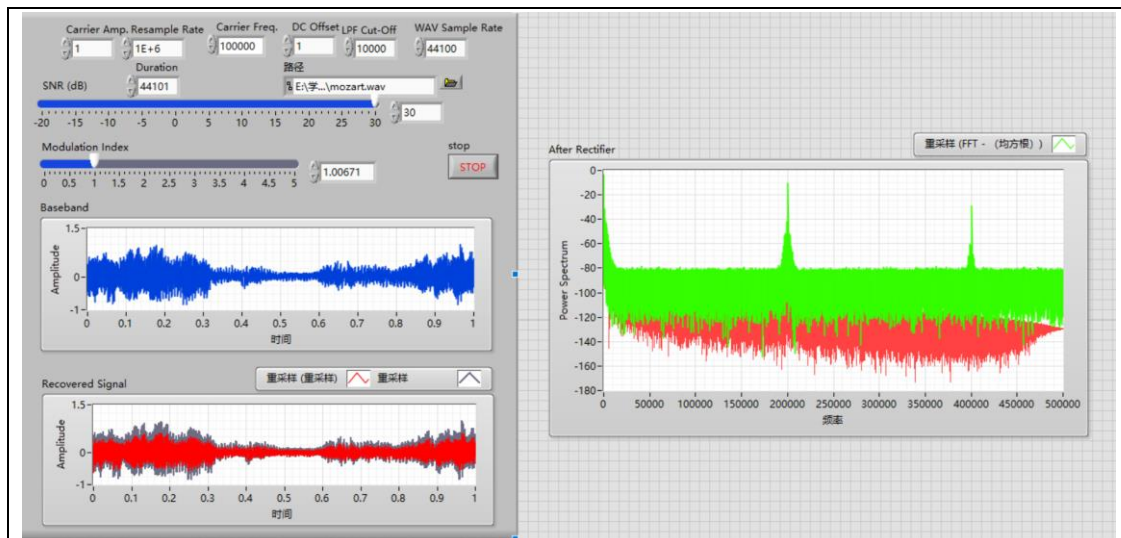 Carrier Amp. Resample Rate Carrier Freq. DC Offset LPF Cut-Off WAV Sample Rate
1 1E+6 100000 1 10000 44100
Duration 路径
SNR (dB) 44101 E:\学...\mozart.wav
30
-20 -15 -10 -5 0 5 10 15 20 25 30
Modulation Index stop
1.00671 STOP
0 0.5 1 1.5 2 2.5 3 3.5 4 4.5 5
Baseband
1.5
Amplitude
0
-1
0 0.1 0.2 0.3 0.4 0.5 0.6 0.7 0.8 0.9 1
时间
Recovered Signal 重采样 (重采样) 重采样
1.5
Amplitude
0
-1
0 0.1 0.2 0.3 0.4 0.5 0.6 0.7 0.8 0.9 1
时间
After Rectifier 重采样 (FFT - （均方根）)
0
-20
-40
-60
-80
-100
-120
-140
-160
-180
Power Spectrum
0 50000 100000 150000 200000 250000 300000 350000 400000 450000 500000
频率